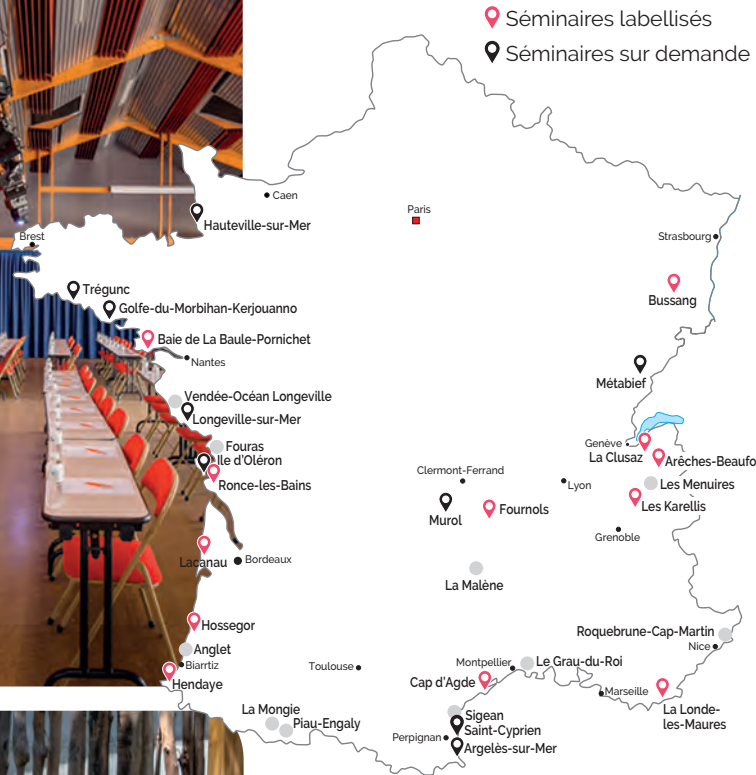 Séminaires labellisés
Séminaires sur demande
Caen
Paris
Hauteville-sur-Mer
Brest
Strasbourg
Trégunc
Bussang
Golfe-du-Morbihan-Kerjouanno
Baie de La Baule-Pornichet
Nantes
Métabief
Vendée-Océan Longeville
Longeville-sur-Mer
Genève
Fouras
La Clusaz
Ile d'Oléron
Arêches-Beaufo
Clermont-Ferrand
Ronce-les-Bains
Lyon
Les Menuires
Murol
Fournols
Les Karellis
Grenoble
Lacanau
Bordeaux
La Malène
Hossegor
Roquebrune-Cap-Martin
Anglet
Nice
Biarritz
Toulouse
Montpellier
Le Grau-du-Roi
Hendaye
Cap d'Agde
Marseille
La Londe-
les-Maures
La Mongie
Sigean
Piau-Engaly
Saint-Cyprien
Perpignan
Argelès-sur-Mer